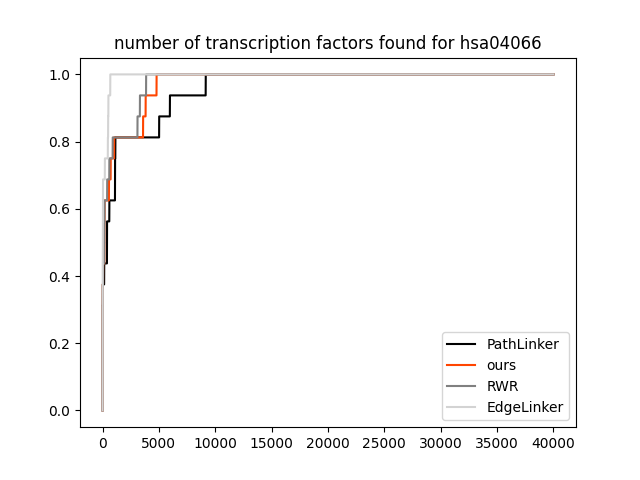 number of transcription factors found for hsa04066
1.0
0.8
0.6
0.4
0.2
0.0
PathLinker
ours
RWR
EdgeLinker
0 5000 10000 15000 20000 25000 30000 35000 40000